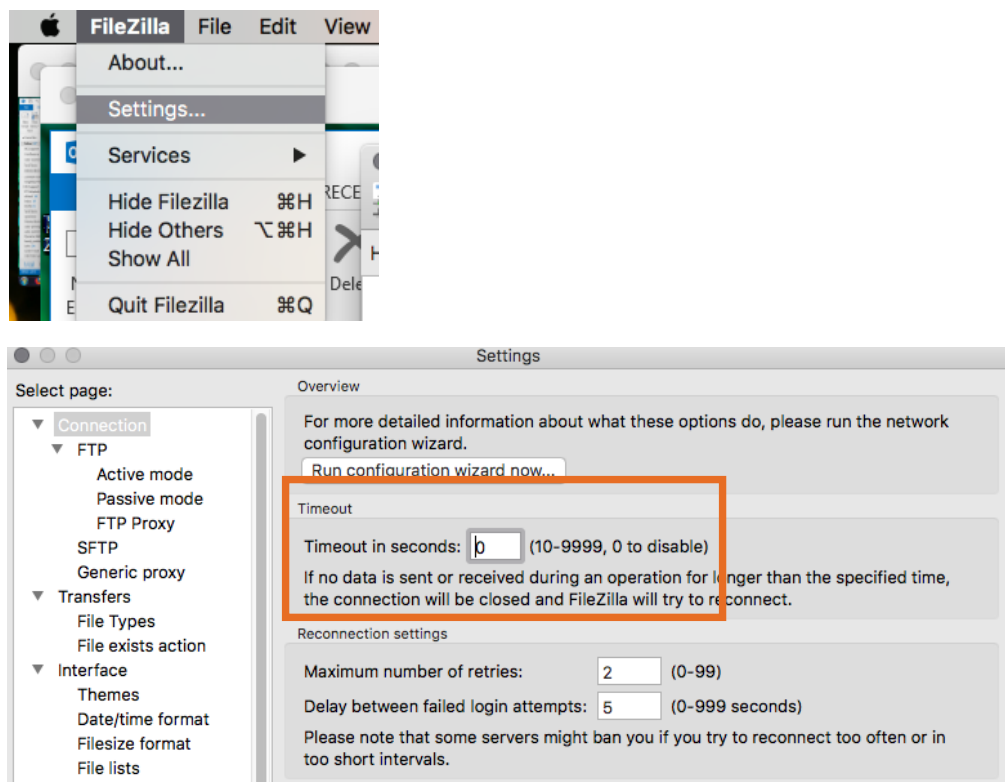 FileZilla File Edit View
About...
Settings...
Services
RECE
Hide Filezilla ⌘H
Hide Others ⌥⌘H
Show All
Dele
Quit Filezilla ⌘Q
Settings
Select page:
Connection
FTP
Active mode
Passive mode
FTP Proxy
SFTP
Generic proxy
Transfers
File Types
File exists action
Interface
Themes
Date/time format
Filesize format
File lists
Overview
For more detailed information about what these options do, please run the network
configuration wizard.
Run configuration wizard now...
Timeout
Timeout in seconds: 0 (10-9999, 0 to disable)
If no data is sent or received during an operation for longer than the specified time,
the connection will be closed and FileZilla will try to reconnect.
Reconnection settings
Maximum number of retries: 2 (0-99)
Delay between failed login attempts: 5 (0-999 seconds)
Please note that some servers might ban you if you try to reconnect too often or in
too short intervals.